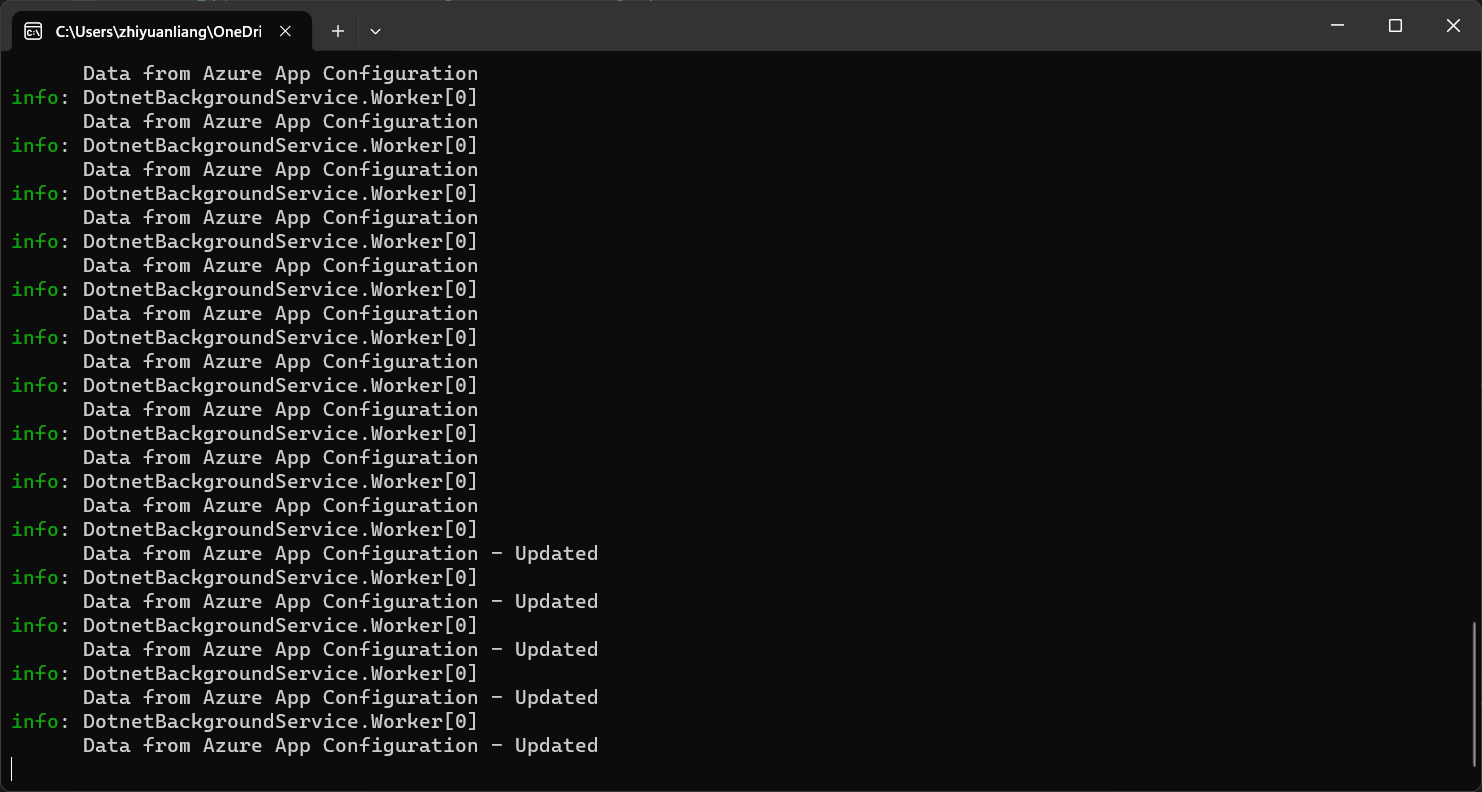 C:\Users\zhiyuanliang\OneDri
Data from Azure App Configuration
info: DotnetBackgroundService.Worker[0]
Data from Azure App Configuration
info: DotnetBackgroundService.Worker[0]
Data from Azure App Configuration
info: DotnetBackgroundService.Worker[0]
Data from Azure App Configuration
info: DotnetBackgroundService.Worker[0]
Data from Azure App Configuration
info: DotnetBackgroundService.Worker[0]
Data from Azure App Configuration
info: DotnetBackgroundService.Worker[0]
Data from Azure App Configuration
info: DotnetBackgroundService.Worker[0]
Data from Azure App Configuration
info: DotnetBackgroundService.Worker[0]
Data from Azure App Configuration
info: DotnetBackgroundService.Worker[0]
Data from Azure App Configuration
info: DotnetBackgroundService.Worker[0]
Data from Azure App Configuration - Updated
info: DotnetBackgroundService.Worker[0]
Data from Azure App Configuration - Updated
info: DotnetBackgroundService.Worker[0]
Data from Azure App Configuration - Updated
info: DotnetBackgroundService.Worker[0]
Data from Azure App Configuration - Updated
info: DotnetBackgroundService.Worker[0]
Data from Azure App Configuration - Updated